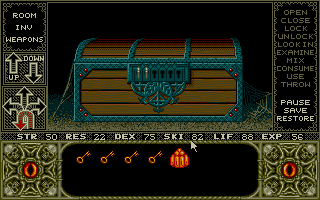 ROOM
INV
WEAPONS
UP
DOWN
OPEN
CLOSE
LOCK
UNLOCK
LOOK IN
EXAMINE
MIX
CONSUME
USE
THROW
PAUSE
SAVE
RESTORE
STR 50 RES 22 DEX 75 SKI 82 LIF 88 EXP 56